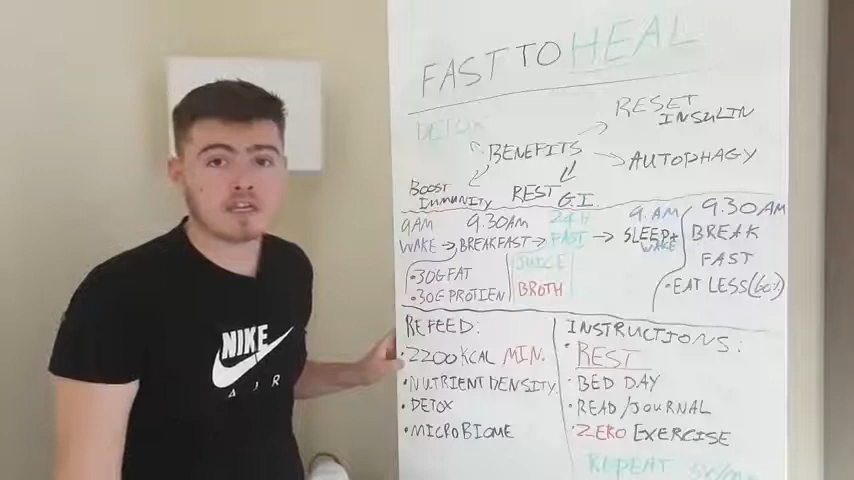 FAST TO HEAL
DETOX
BENEFITS
RESET
INSULIN
AUTOPHAGY
BOOST
IMMUNITY
REST
G.I.
9AM
WAKE → BREAKFAST →
9.30AM
• 30G FAT
• 30G PROTIEN
24H
FAST →
JUICE
BROTH
9.AM
SLEEP +
WAKE
9.30AM
BREAK
FAST
• EAT LESS (60%)
REFEED:
• 2200KCAL MIN.
• NUTRIENT DENSITY.
• DETOX
• MICROBIOME
INSTRUCTIONS:
• REST
• BED DAY
• READ/JOURNAL
• ZERO EXERCISE
REPEAT
NIKE
AIR